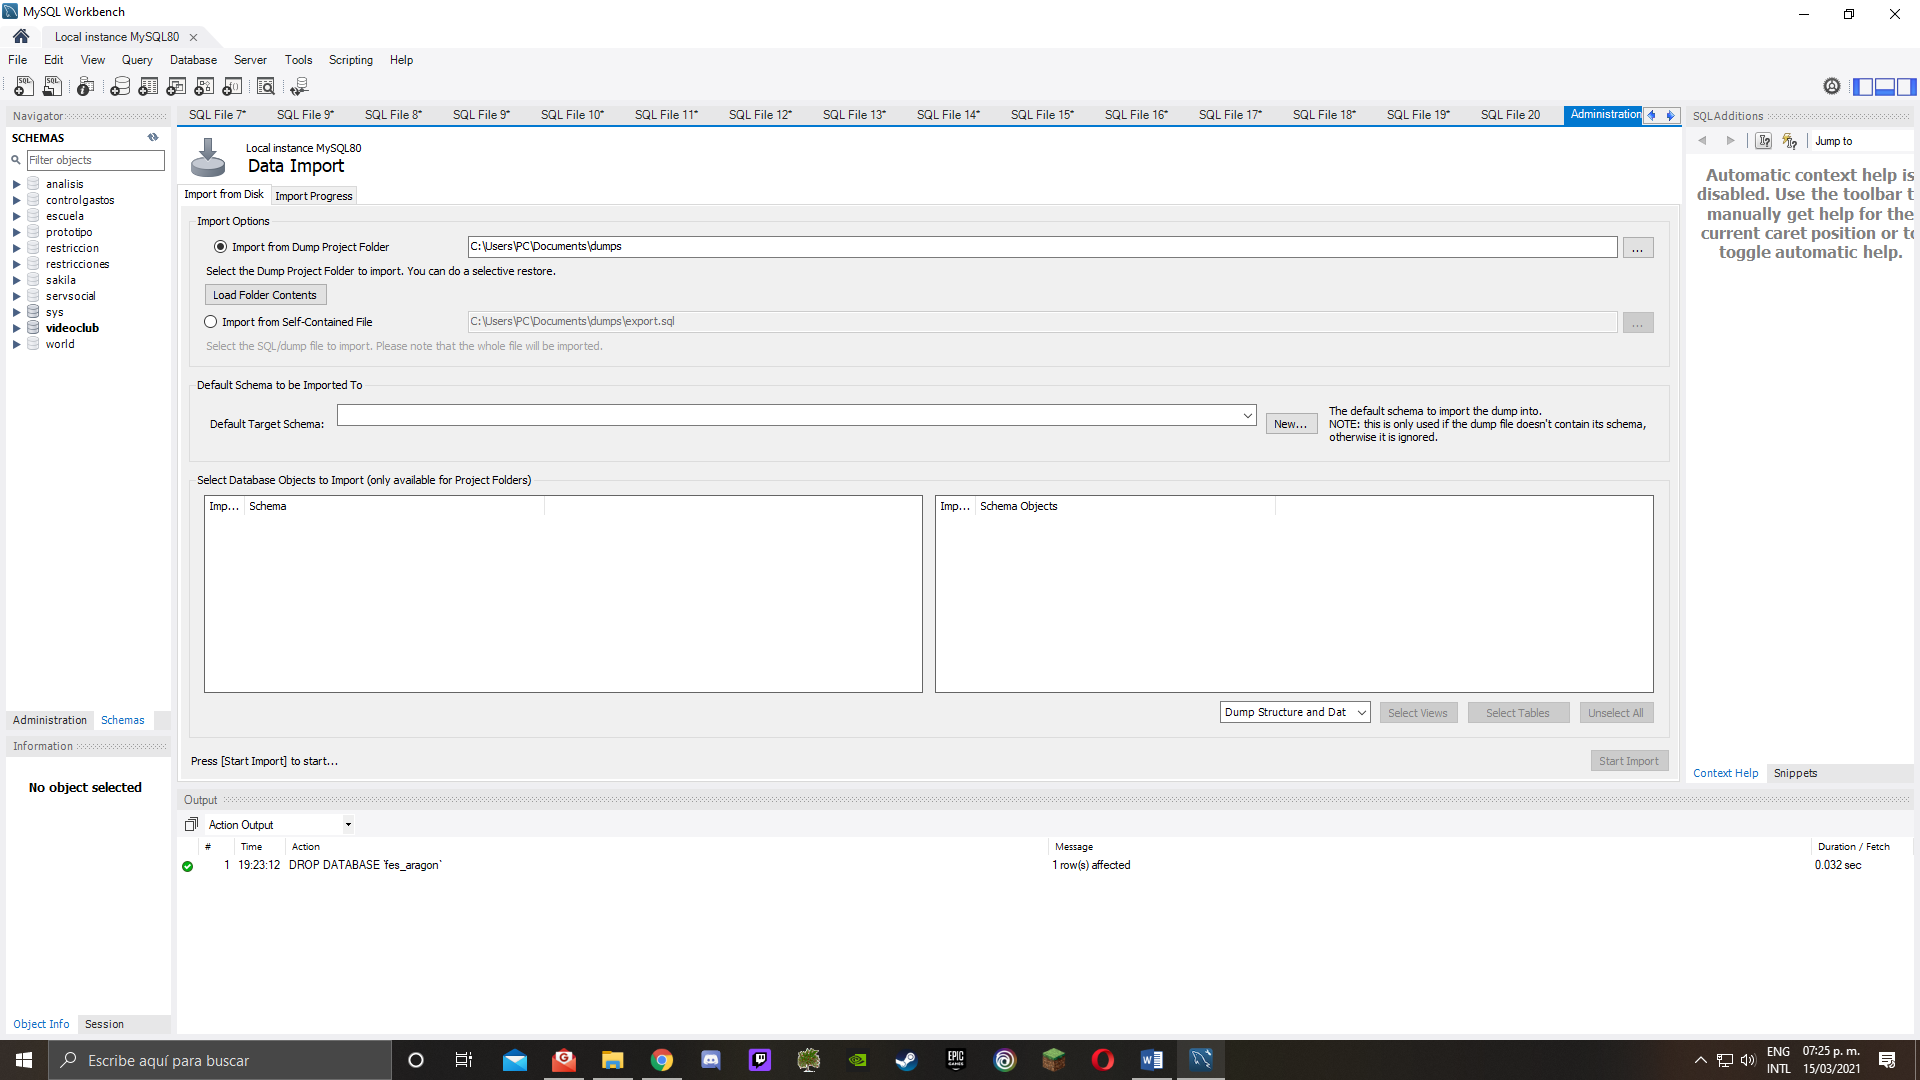 MySQL Workbench
Local instance MySQL80
File Edit View Query Database Server Tools Scripting Help
Navigator
SCHEMAS
Filter objects
analisis
controlgastos
escuela
prototipo
restriccion
restricciones
sakila
servsocial
sys
videoclub
world
Administration Schemas
Information
No object selected
Object Info Session
SQL File 7* SQL File 9* SQL File 8* SQL File 9* SQL File 10* SQL File 11* SQL File 12* SQL File 13* SQL File 14* SQL File 15* SQL File 16* SQL File 17* SQL File 18* SQL File 19* SQL File 20 Administration
Local instance MySQL80
Data Import
Import from Disk Import Progress
Import Options
Import from Dump Project Folder C:\Users\PC\Documents\dumps ...
Select the Dump Project Folder to import. You can do a selective restore.
Load Folder Contents
Import from Self-Contained File C:\Users\PC\Documents\dumps\export.sql ...
Select the SQL/dump file to import. Please note that the whole file will be imported.
Default Schema to be Imported To
Default Target Schema: New...
The default schema to import the dump into.
NOTE: this is only used if the dump file doesn't contain its schema,
otherwise it is ignored.
Select Database Objects to Import (only available for Project Folders)
Imp... Schema
Imp... Schema Objects
Dump Structure and Dat Select Views Select Tables Unselect All
Press [Start Import] to start...
Start Import
SQLAdditions
Jump to
Automatic context help is
disabled. Use the toolbar t
manually get help for the
current caret position or to
toggle automatic help.
Context Help Snippets
Output
Action Output
# Time Action Message Duration / Fetch
1 19:23:12 DROP DATABASE `fes_aragon` 1 row(s) affected 0.032 sec
Escribe aquí para buscar
EPIC
GAMES
ENG
INTL
07:25 p. m.
15/03/2021